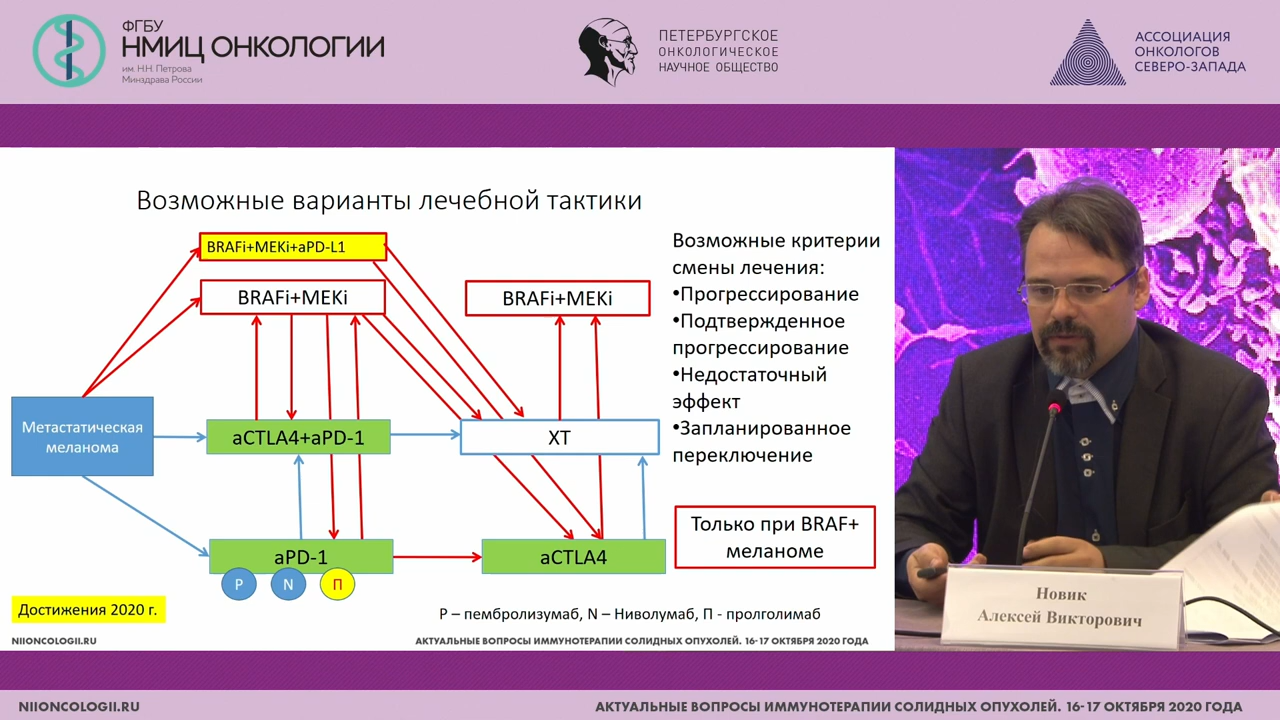 ФГБУ
НМИЦ ОНКОЛОГИИ
им. Н.Н. Петрова
Минздрава России
ПЕТЕРБУРГСКОЕ
ОНКОЛОГИЧЕСКОЕ
НАУЧНОЕ ОБЩЕСТВО
АССОЦИАЦИЯ
ОНКОЛОГОВ
СЕВЕРО-ЗАПАДА
Возможные варианты лечебной тактики
BRAFi+MEKi+aPD-L1
BRAFi+MEKi
BRAFi+MEKi
Метастатическая
меланома
aCTLA4+aPD-1
ХТ
aPD-1
aCTLA4
P
N
П
Возможные критерии
смены лечения:
•Прогрессирование
•Подтвержденное
прогрессирование
•Недостаточный
эффект
•Запланированное
переключение
Только при BRAF+
меланоме
Достижения 2020 г.
P – пембролизумаб, N – Ниволумаб, П - пролголимаб
NIIONCOLOGII.RU
АКТУАЛЬНЫЕ ВОПРОСЫ ИММУНОТЕРАПИИ СОЛИДНЫХ ОПУХОЛЕЙ. 16-17 ОКТЯБРЯ 2020 ГОДА
Новик
Алексей Викторович
NIIONCOLOGII.RU
АКТУАЛЬНЫЕ ВОПРОСЫ ИММУНОТЕРАПИИ СОЛИДНЫХ ОПУХОЛЕЙ. 16-17 ОКТЯБРЯ 2020 ГОДА